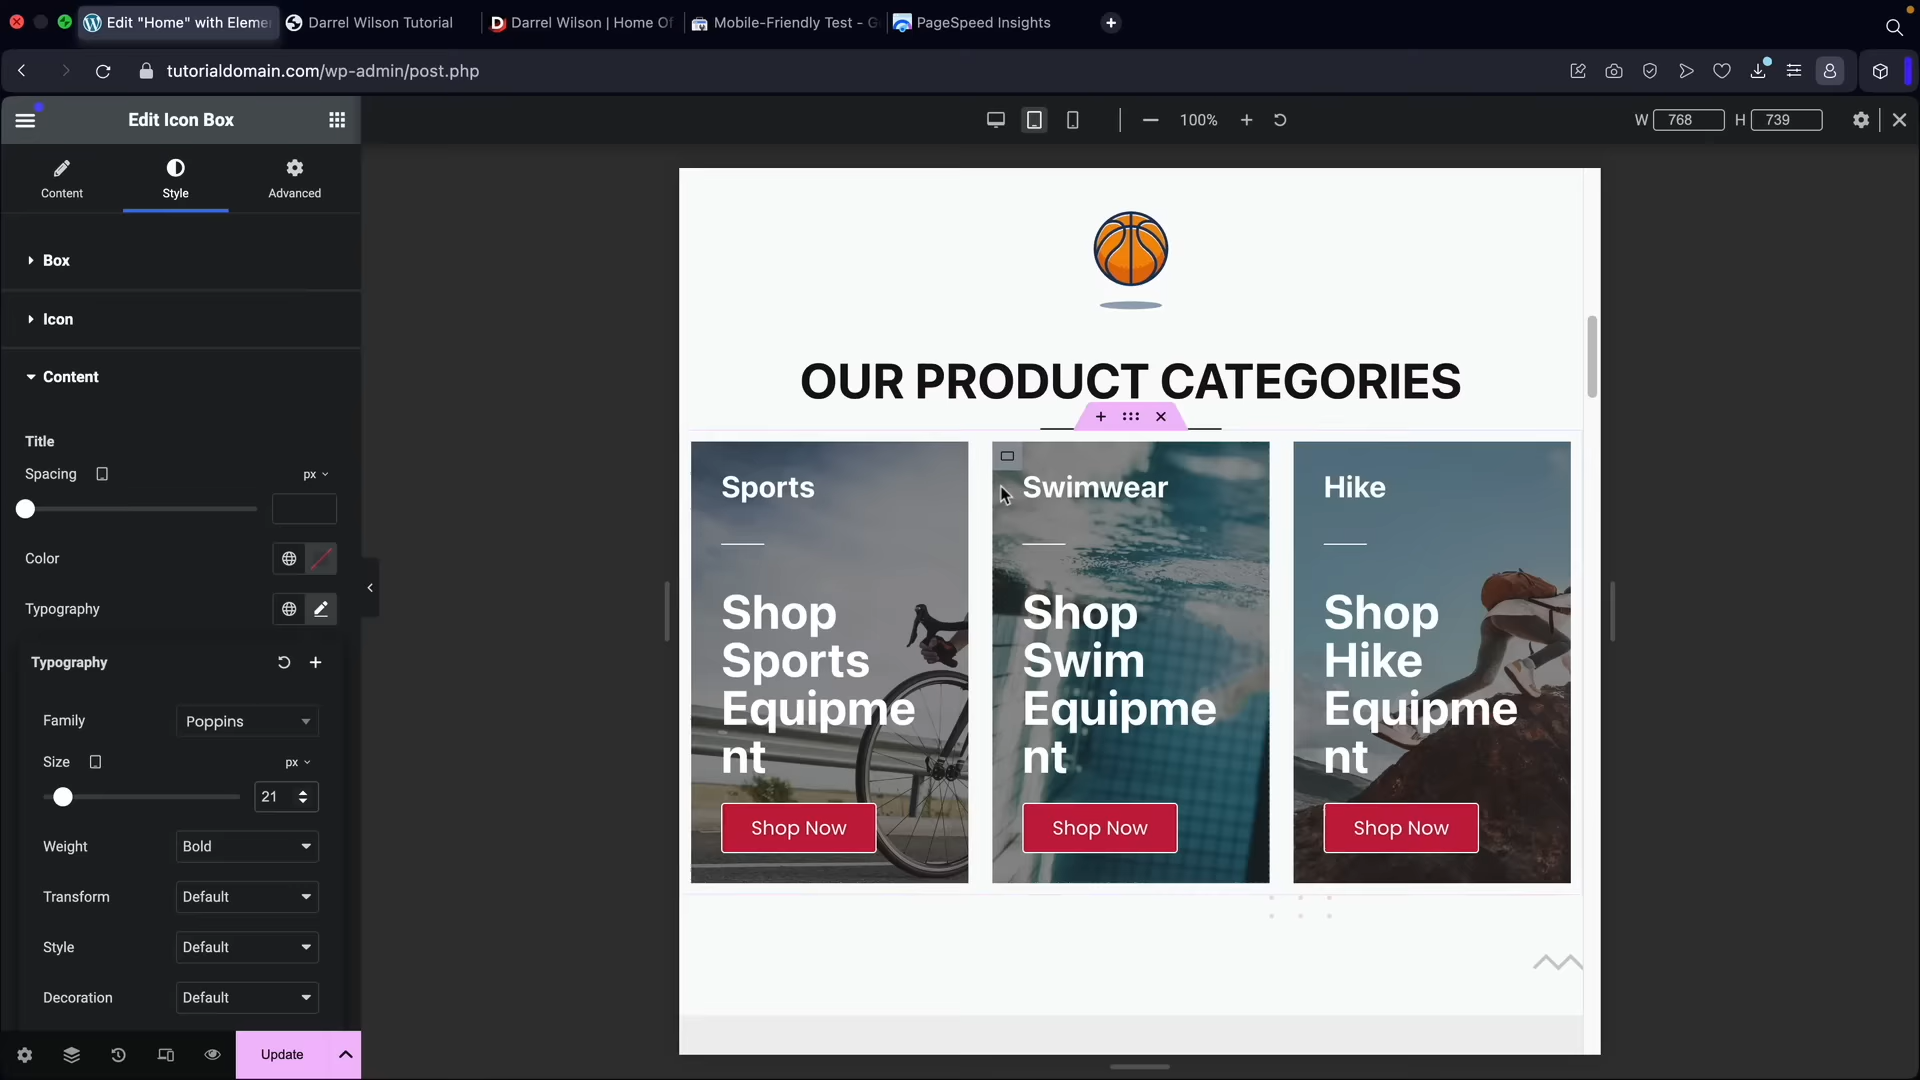 Edit "Home" with Eleme
Darrel Wilson Tutorial
Darrel Wilson | Home Of
Mobile-Friendly Test - G
PageSpeed Insights
tutorialdomain.com/wp-admin/post.php
Edit Icon Box
100%
W 768 H 739
Content
Style
Advanced
Box
Icon
Content
Title
Spacing
px
Color
Typography
Typography
Family
Poppins
Size
px
21
Weight
Bold
Transform
Default
Style
Default
Decoration
Default
Update
OUR PRODUCT CATEGORIES
Sports
Shop
Sports
Equipme
nt
Shop Now
Swimwear
Shop
Swim
Equipme
nt
Shop Now
Hike
Shop
Hike
Equipme
nt
Shop Now